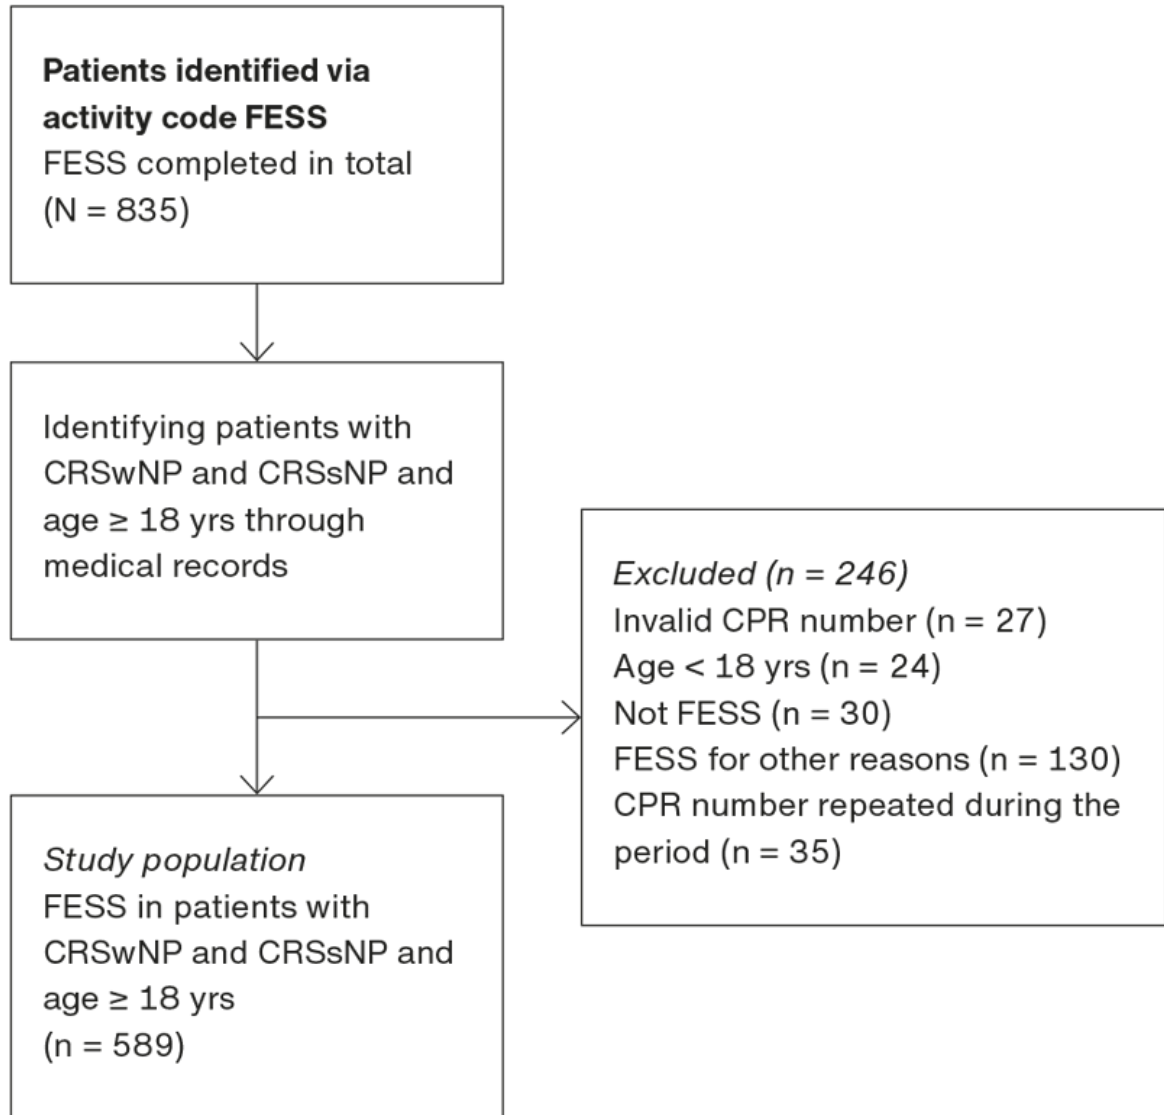 Patients identified via
activity code FESS
FESS completed in total
(N = 835)
Identifying patients with
CRSwNP and CRSsNP and
age ≥ 18 yrs through
medical records
Excluded (n = 246)
Invalid CPR number (n = 27)
Age < 18 yrs (n = 24)
Not FESS (n = 30)
FESS for other reasons (n = 130)
CPR number repeated during the
period (n = 35)
Study population
FESS in patients with
CRSwNP and CRSsNP and
age ≥ 18 yrs
(n = 589)